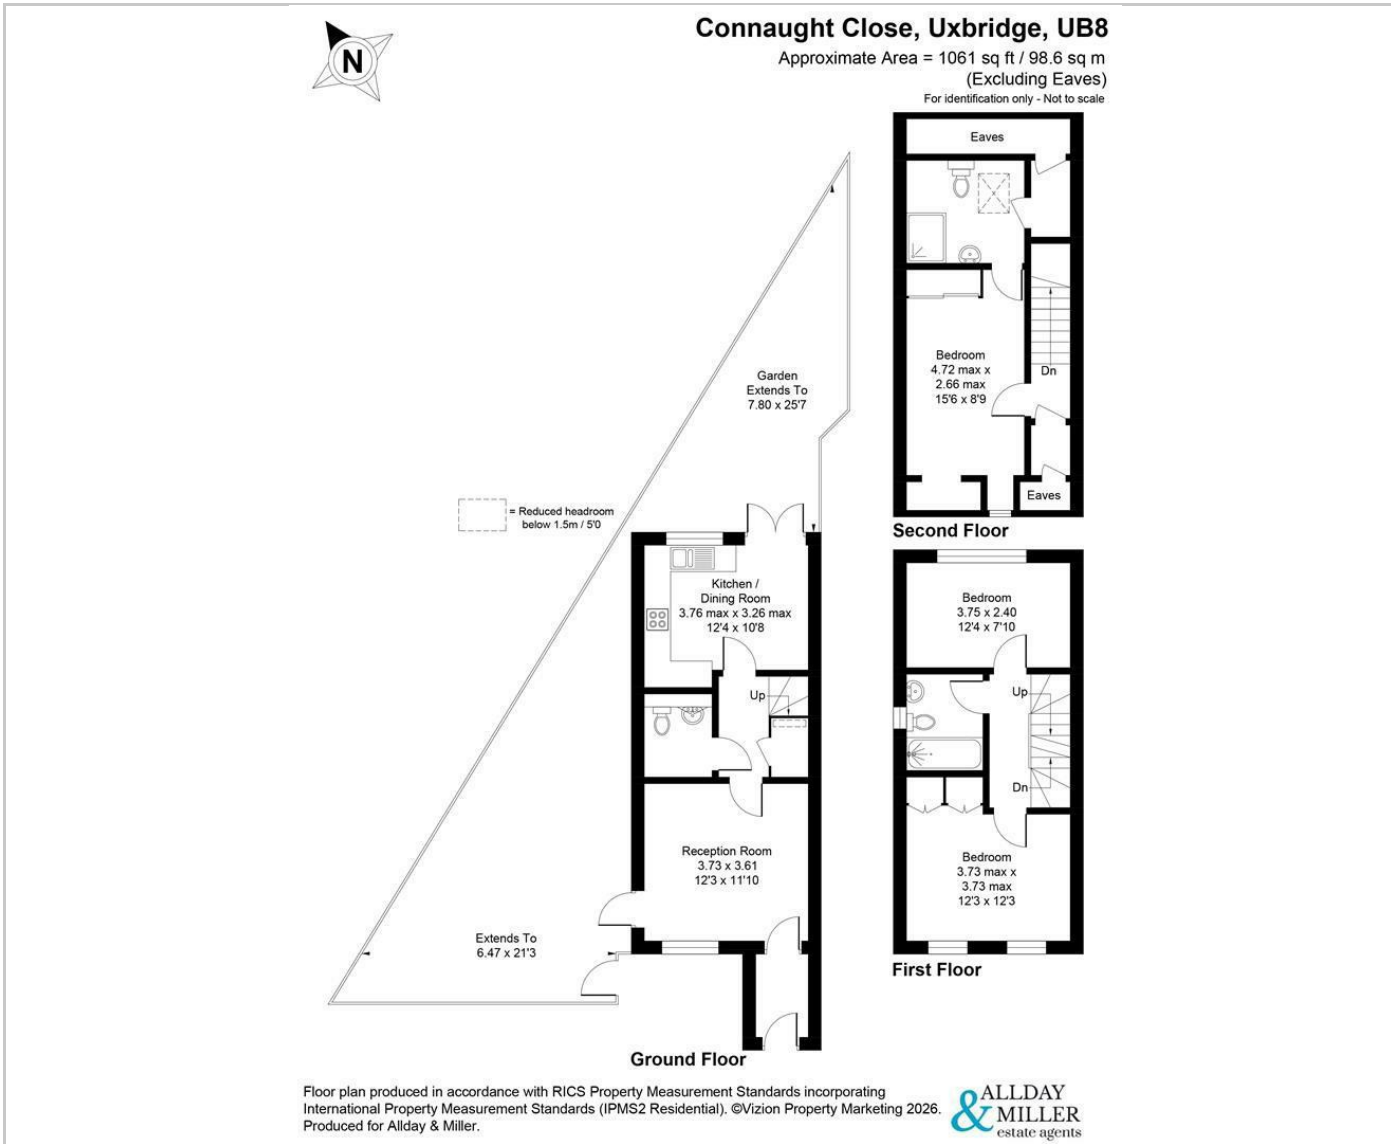 N
Connaught Close, Uxbridge, UB8
Approximate Area = 1061 sq ft / 98.6 sq m
(Excluding Eaves)
For identification only - Not to scale
Eaves
Bedroom
4.72 max x
2.66 max
15'6 x 8'9
Dn
Eaves
Second Floor
Garden
Extends To
7.80 x 25'7
= Reduced headroom
below 1.5m / 5'0
Kitchen /
Dining Room
3.76 max x 3.26 max
12'4 x 10'8
Up
Reception Room
3.73 x 3.61
12'3 x 11'10
Extends To
6.47 x 21'3
Ground Floor
Bedroom
3.75 x 2.40
12'4 x 7'10
Up
Dn
Bedroom
3.73 max x
3.73 max
12'3 x 12'3
First Floor
Floor plan produced in accordance with RICS Property Measurement Standards incorporating
International Property Measurement Standards (IPMS2 Residential). ©Vizion Property Marketing 2026.
Produced for Allday & Miller.
ALLDAY
& MILLER
estate agents